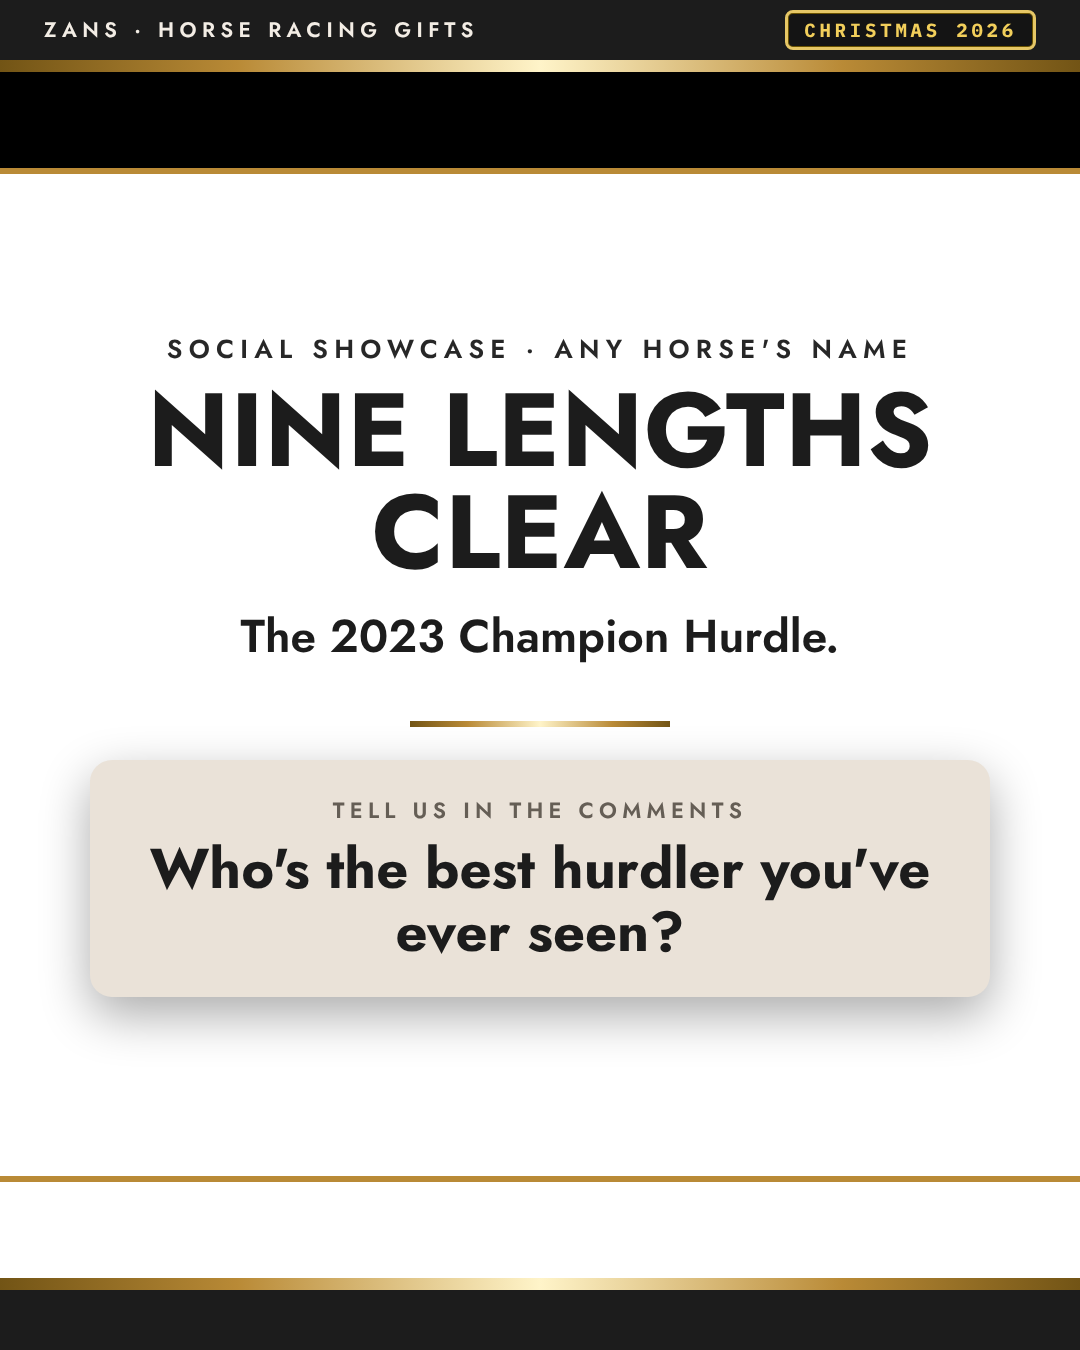 ZANS · HORSE RACING GIFTS
CHRISTMAS 2026
SOCIAL SHOWCASE · ANY HORSE'S NAME
NINE LENGTHS
CLEAR
The 2023 Champion Hurdle.
TELL US IN THE COMMENTS
Who's the best hurdler you've
ever seen?